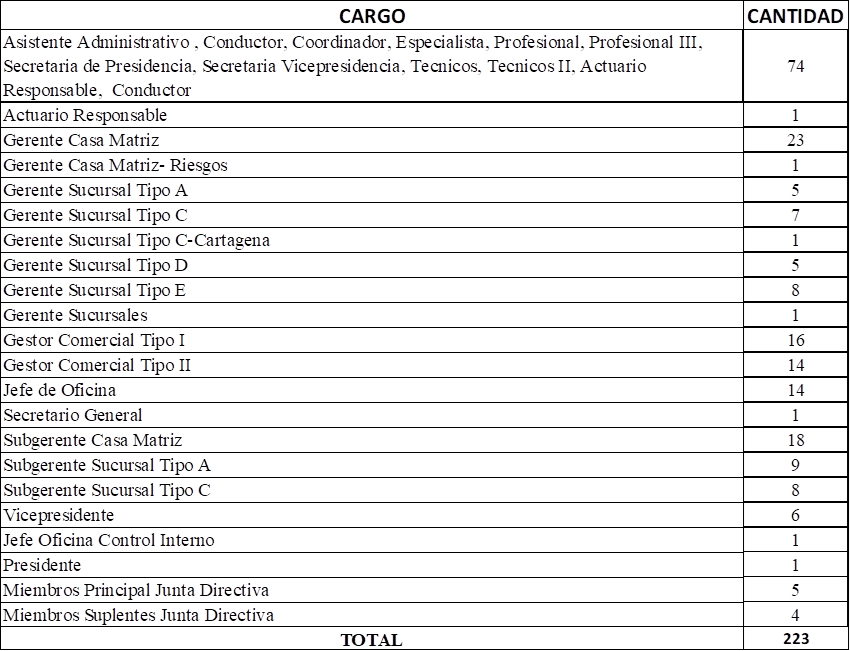 CARGO CANTIDAD
Asistente Administrativo , Conductor, Coordinador, Especialista, Profesional, Profesional III,
Secretaria de Presidencia, Secretaria Vicepresidencia, Tecnicos, Tecnicos II, Actuario
Responsable, Conductor
74
Actuario Responsable 1
Gerente Casa Matriz 23
Gerente Casa Matriz- Riesgos 1
Gerente Sucursal Tipo A 5
Gerente Sucursal Tipo C 7
Gerente Sucursal Tipo C-Cartagena 1
Gerente Sucursal Tipo D 5
Gerente Sucursal Tipo E 8
Gerente Sucursales 1
Gestor Comercial Tipo I 16
Gestor Comercial Tipo II 14
Jefe de Oficina 14
Secretario General 1
Subgerente Casa Matriz 18
Subgerente Sucursal Tipo A 9
Subgerente Sucursal Tipo C 8
Vicepresidente 6
Jefe Oficina Control Interno 1
Presidente 1
Miembros Principal Junta Directiva 5
Miembros Suplentes Junta Directiva 4
TOTAL 223